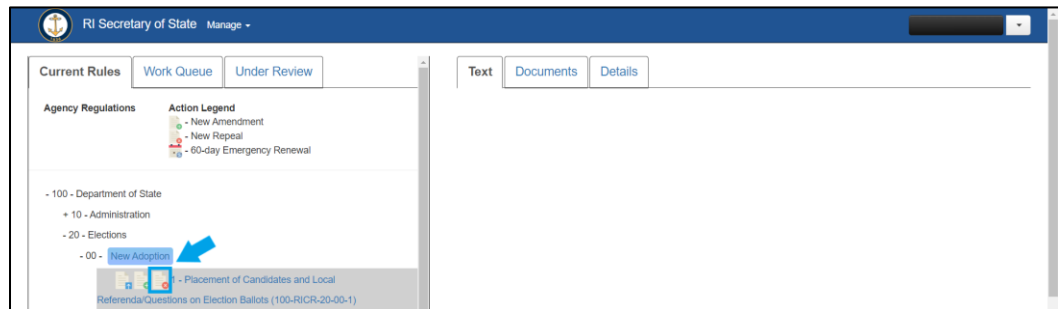 RI Secretary of State Manage
Current Rules Work Queue Under Review
Text Documents Details
Agency Regulations
Action Legend
- New Amendment
- New Repeal
- 60-day Emergency Renewal
- 100 - Department of State
+ 10 - Administration
- 20 - Elections
- 00 - New Adoption
1 - Placement of Candidates and Local
Referenda/Questions on Election Ballots (100-RICR-20-00-1)